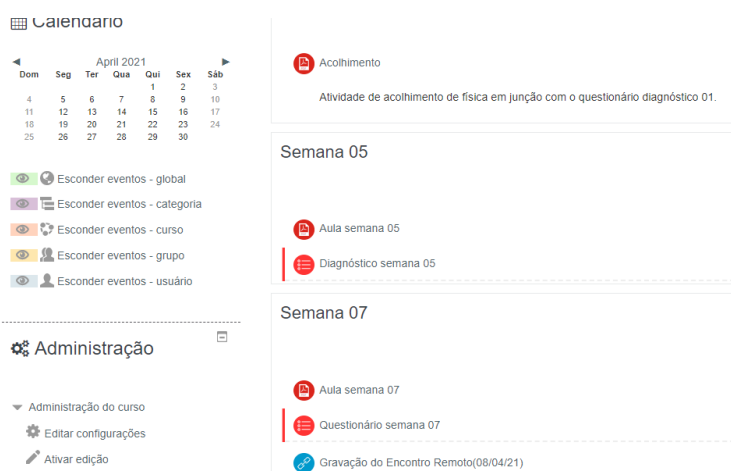 Calendário
April 2021
Dom Seg Ter Qua Qui Sex Sáb
1 2 3
4 5 6 7 8 9 10
11 12 13 14 15 16 17
18 19 20 21 22 23 24
25 26 27 28 29 30
Esconder eventos - global
Esconder eventos - categoria
Esconder eventos - curso
Esconder eventos - grupo
Esconder eventos - usuário
Administração
Administração do curso
Editar configurações
Ativar edição
Acolhimento
Atividade de acolhimento de física em junção com o questionário diagnóstico 01.
Semana 05
Aula semana 05
Diagnóstico semana 05
Semana 07
Aula semana 07
Questionário semana 07
Gravação do Encontro Remoto(08/04/21)